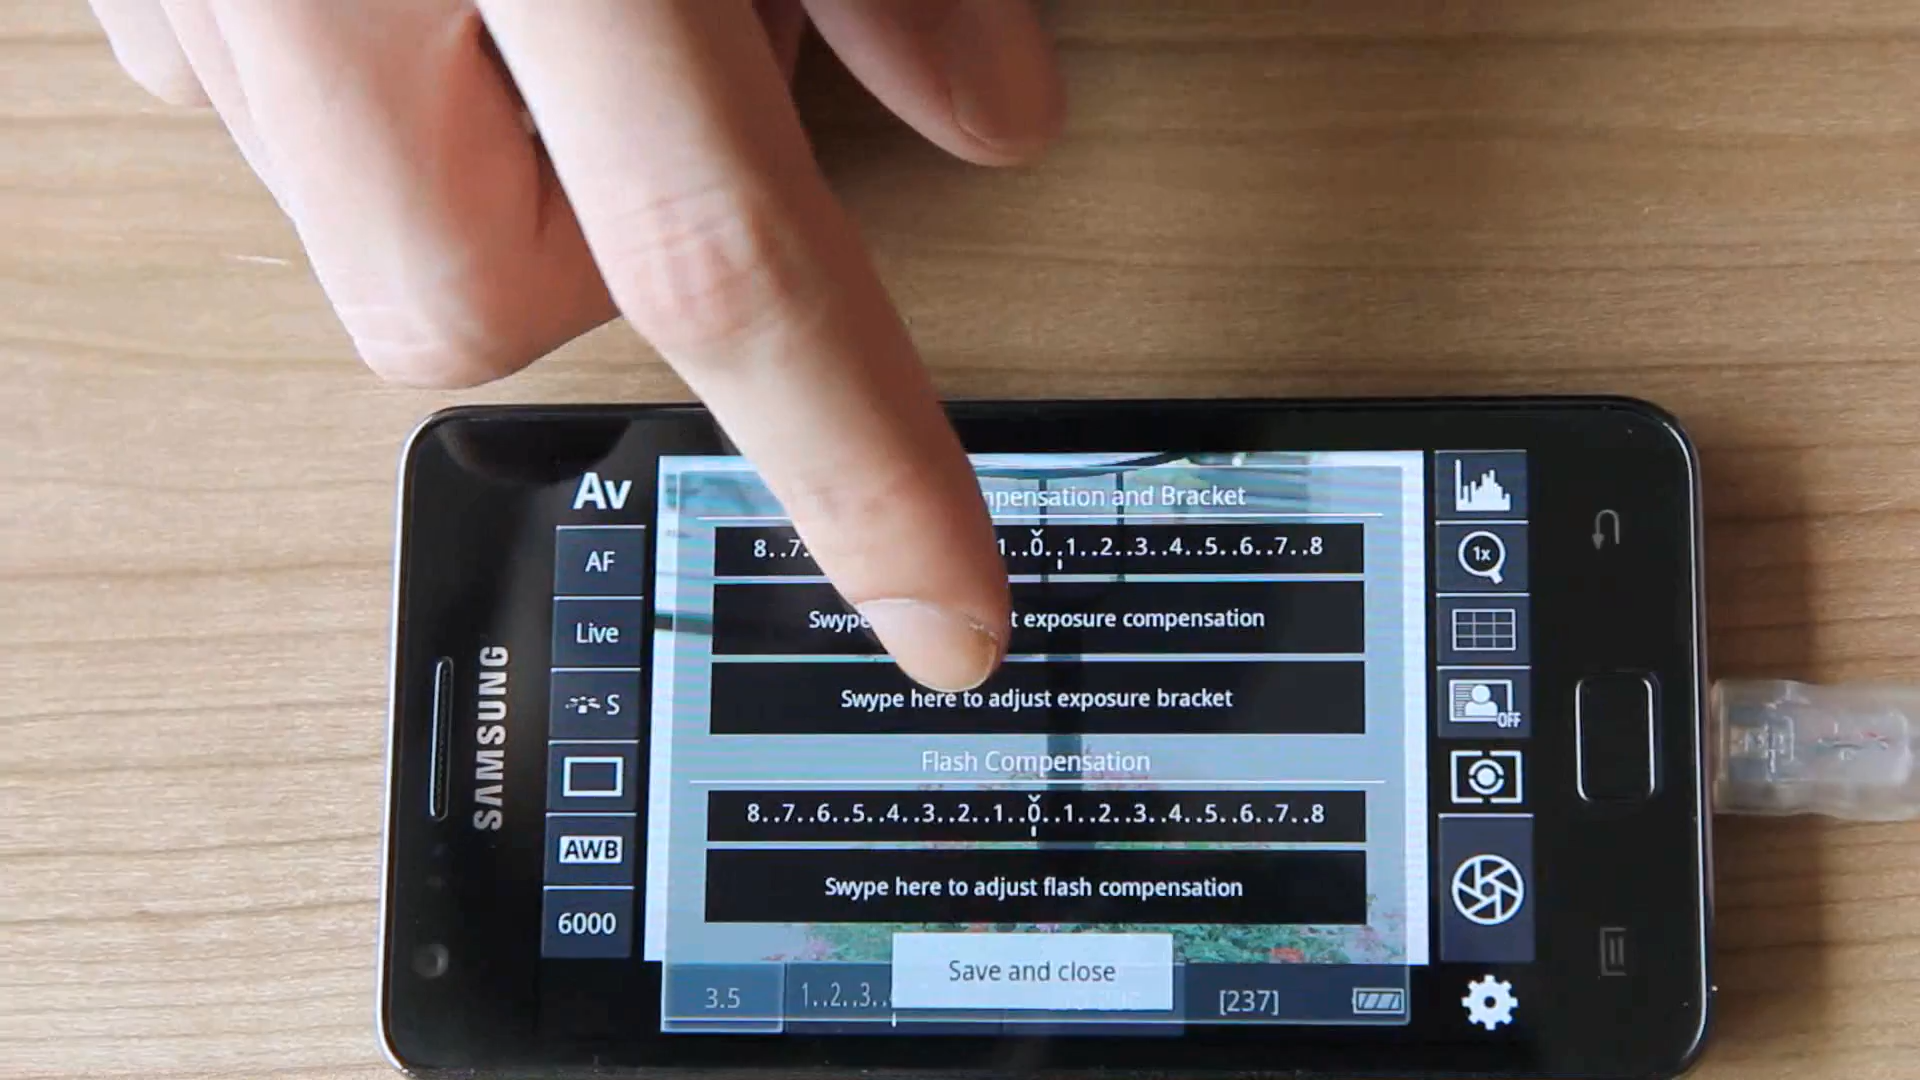 Av
AF
Live
S
AWB
6000
SAMSUNG
and Bracket
8..7. 1..0..1..2..3..4..5..6..7..8
exposure compensation
Swype here to adjust exposure bracket
Flash Compensation
8..7..6..5..4..3..2..1..0..1..2..3..4..5..6..7..8
Swype here to adjust flash compensation
Save and close
3.5
1..2..3..
[237]
1x
OFF